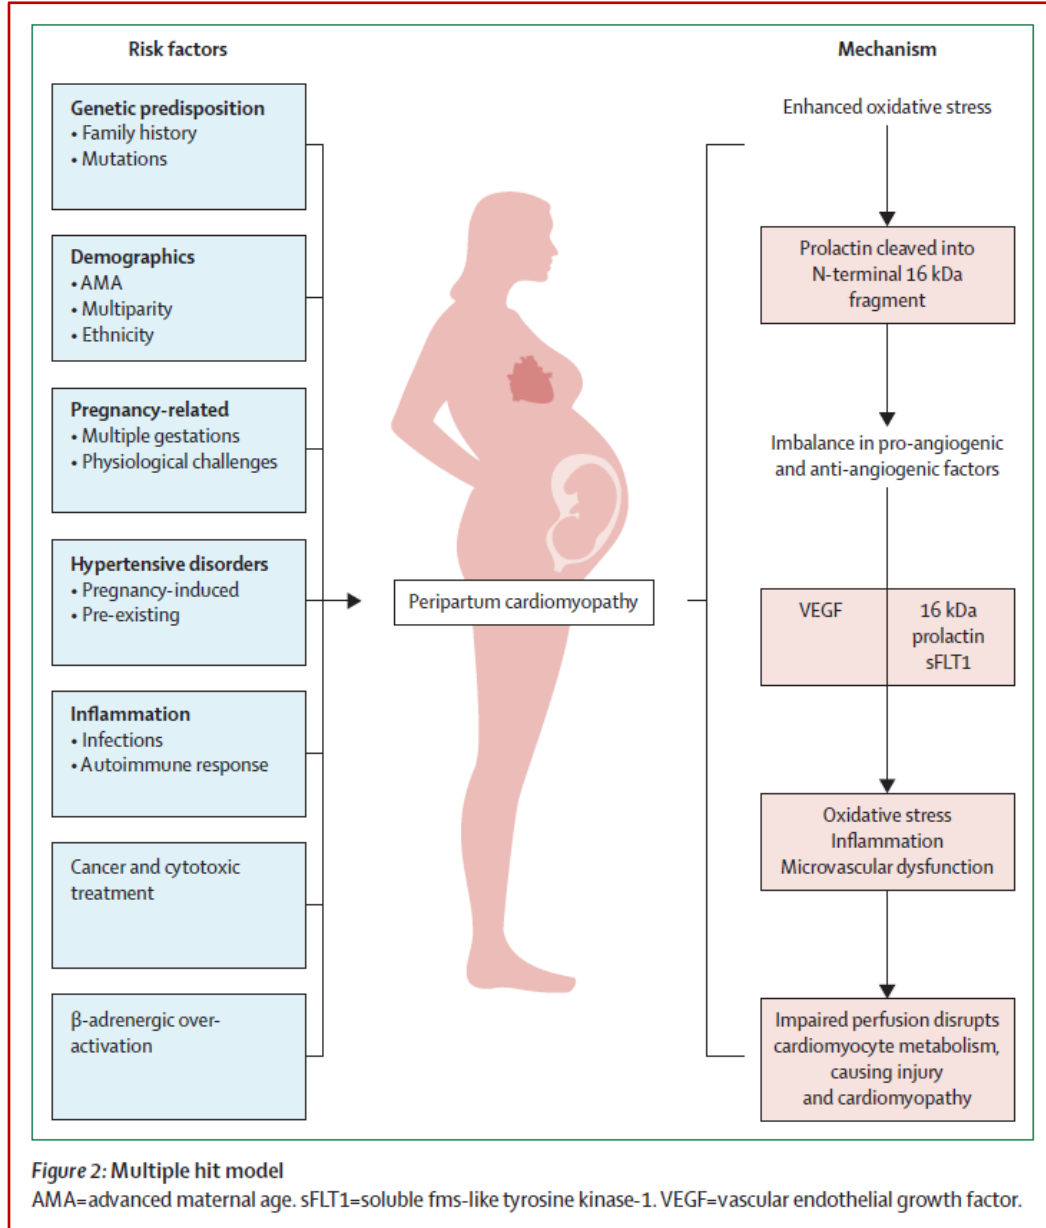 Risk factors
Genetic predisposition
• Family history
• Mutations
Demographics
• AMA
• Multiparity
• Ethnicity
Pregnancy-related
• Multiple gestations
• Physiological challenges
Hypertensive disorders
• Pregnancy-induced
• Pre-existing
Inflammation
• Infections
• Autoimmune response
Cancer and cytotoxic
treatment
β-adrenergic over-
activation
Peripartum cardiomyopathy
Mechanism
Enhanced oxidative stress
Prolactin cleaved into
N-terminal 16 kDa
fragment
Imbalance in pro-angiogenic
and anti-angiogenic factors
VEGF
16 kDa
prolactin
sFLT1
Oxidative stress
Inflammation
Microvascular dysfunction
Impaired perfusion disrupts
cardiomyocyte metabolism,
causing injury
and cardiomyopathy
Figure 2: Multiple hit model
AMA=advanced maternal age. sFLT1=soluble fms-like tyrosine kinase-1. VEGF=vascular endothelial growth factor.